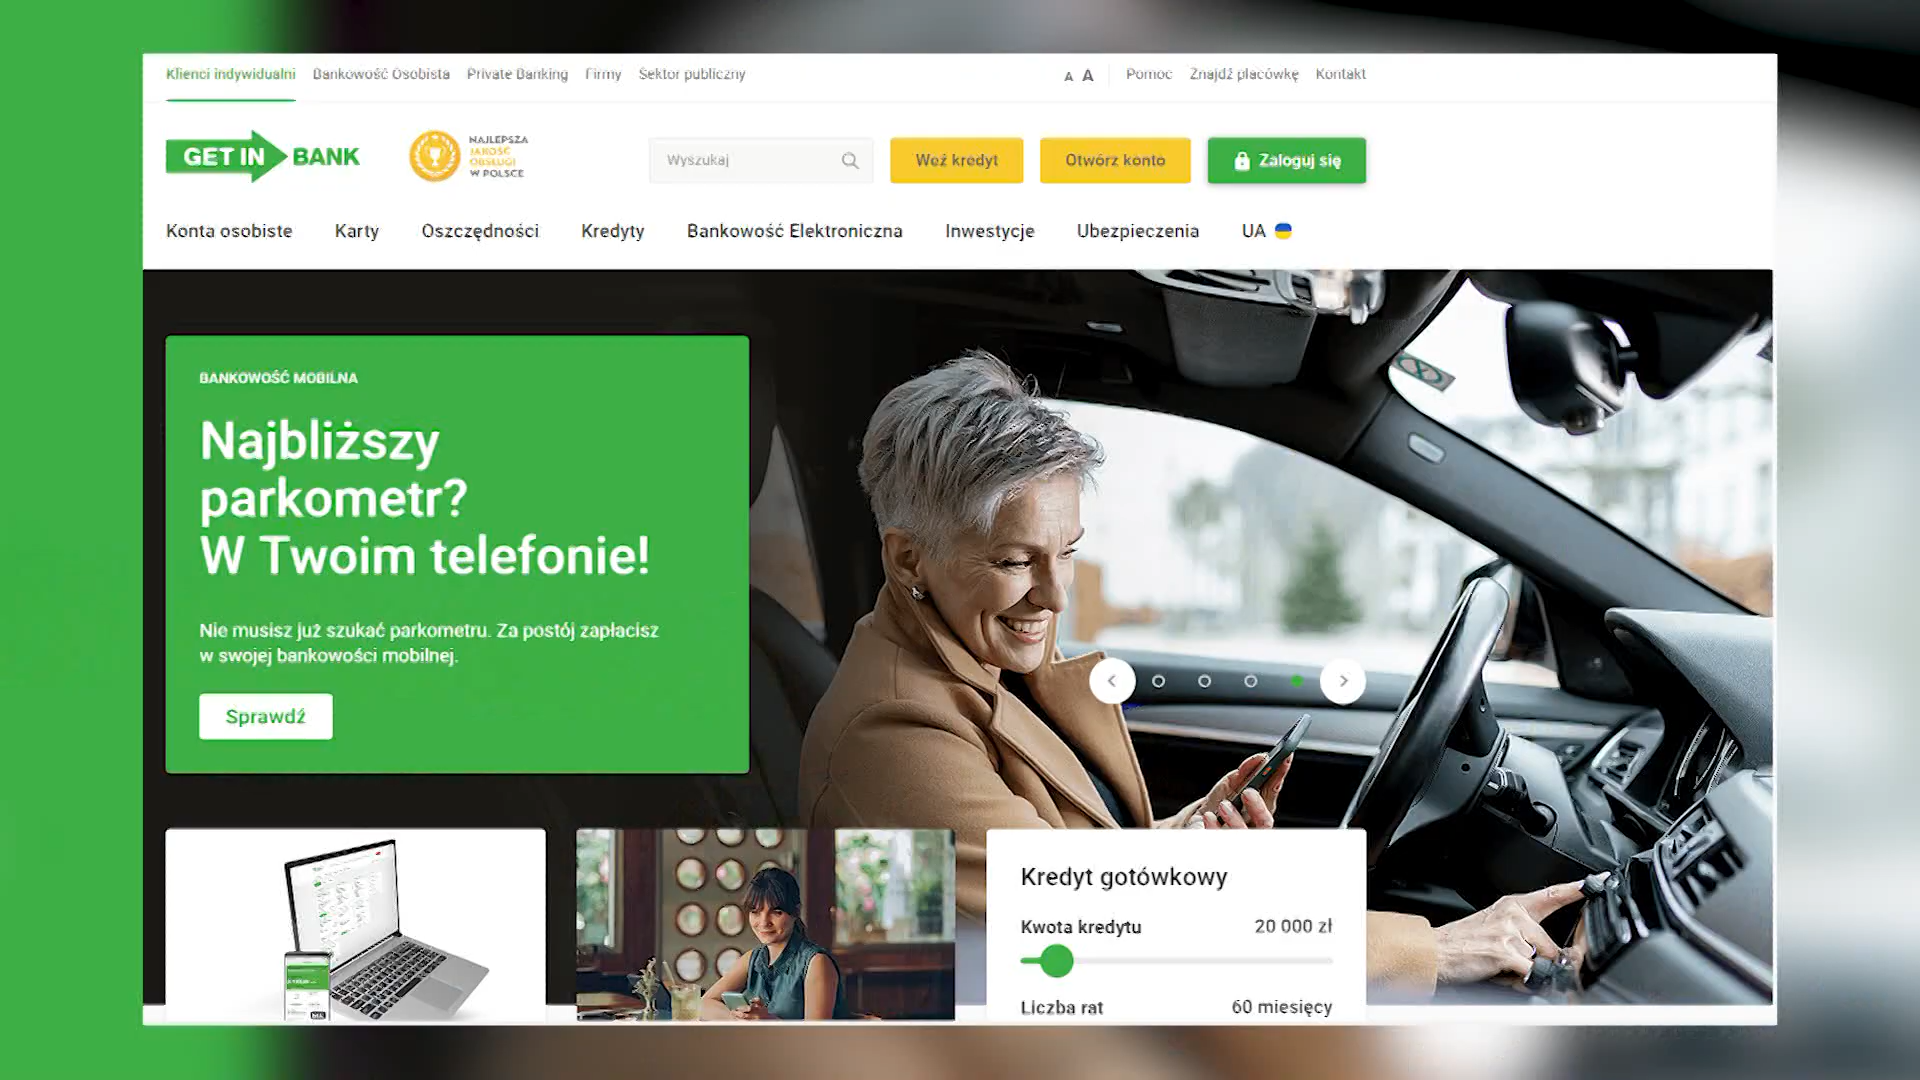 Klienci indywidualni Bankowość Osobista Private Banking Firmy Sektor publiczny
A A Pomoc Znajdź placówkę Kontakt
GET IN BANK
NAJLEPSZA
JAKOŚĆ
OBSŁUGI
W POLSCE
Wyszukaj
Weź kredyt
Otwórz konto
Zaloguj się
Konta osobiste Karty Oszczędności Kredyty Bankowość Elektroniczna Inwestycje Ubezpieczenia UA
BANKOWOŚĆ MOBILNA
Najbliższy
parkometr?
W Twoim telefonie!
Nie musisz już szukać parkometru. Za postój zapłacisz
w swojej bankowości mobilnej.
Sprawdź
Kredyt gotówkowy
Kwota kredytu 20 000 zł
Liczba rat 60 miesięcy